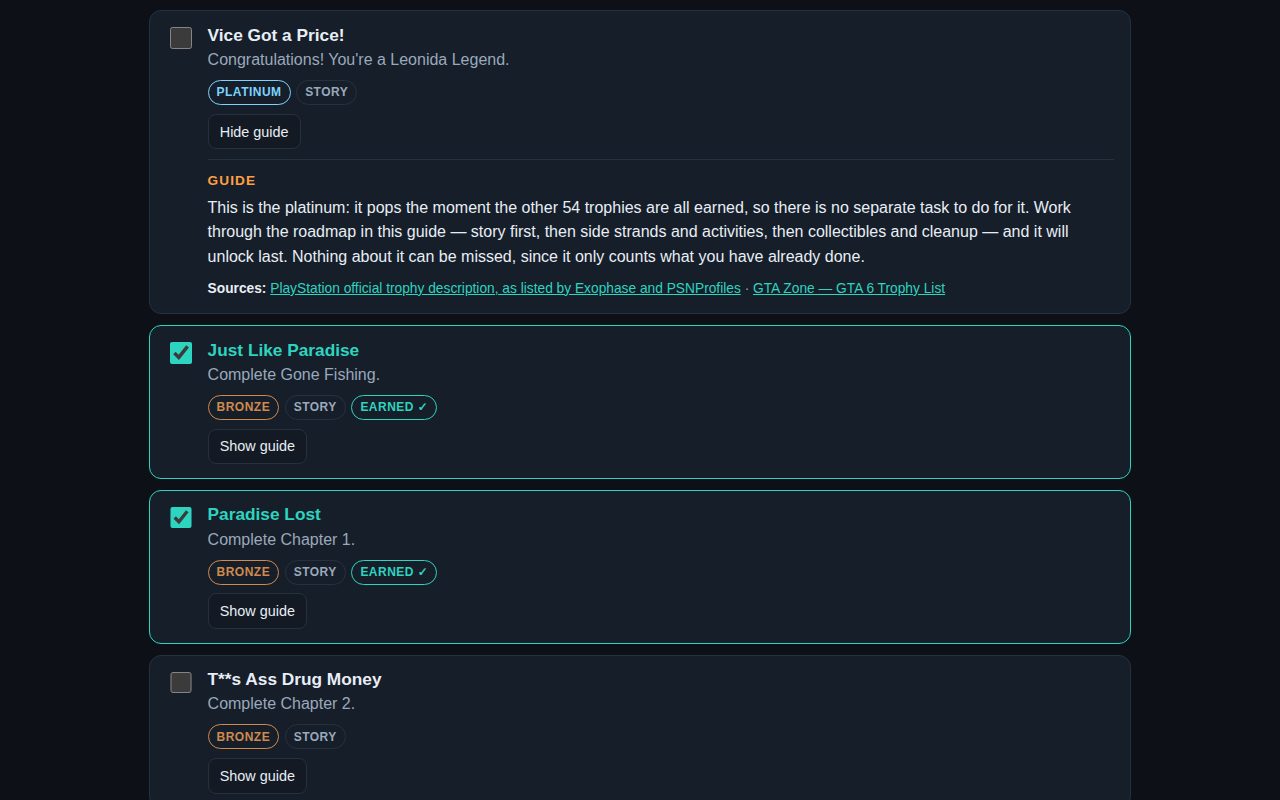 Vice Got a Price!
Congratulations! You're a Leonida Legend.
PLATINUM STORY
Hide guide
GUIDE
This is the platinum: it pops the moment the other 54 trophies are all earned, so there is no separate task to do for it. Work
through the roadmap in this guide — story first, then side strands and activities, then collectibles and cleanup — and it will
unlock last. Nothing about it can be missed, since it only counts what you have already done.
Sources: PlayStation official trophy description, as listed by Exophase and PSNProfiles · GTA Zone — GTA 6 Trophy List
Just Like Paradise
Complete Gone Fishing.
BRONZE STORY EARNED ✓
Show guide
Paradise Lost
Complete Chapter 1.
BRONZE STORY EARNED ✓
Show guide
T**s Ass Drug Money
Complete Chapter 2.
BRONZE STORY
Show guide